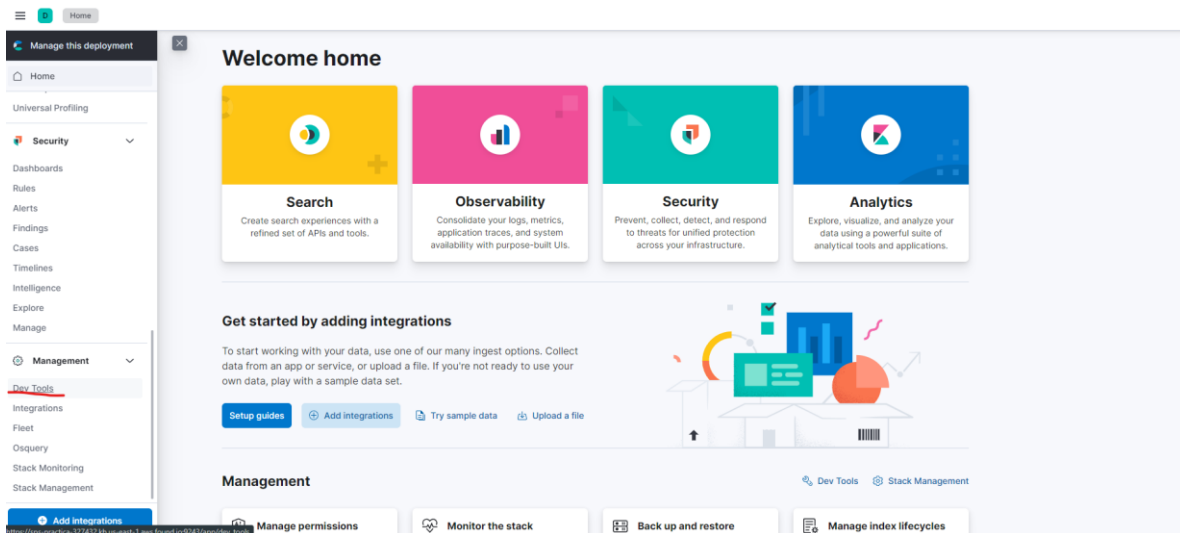 D Home
Manage this deployment
Home
Universal Profiling
Security
Dashboards
Rules
Alerts
Findings
Cases
Timelines
Intelligence
Explore
Manage
Management
Dev Tools
Integrations
Fleet
Osquery
Stack Monitoring
Stack Management
Add integrations
Welcome home
Search
Create search experiences with a
refined set of APIs and tools.
Observability
Consolidate your logs, metrics,
application traces, and system
availability with purpose-built UIs.
Security
Prevent, collect, detect, and respond
to threats for unified protection
across your infrastructure.
Analytics
Explore, visualize, and analyze your
data using a powerful suite of
analytical tools and applications.
Get started by adding integrations
To start working with your data, use one of our many ingest options. Collect
data from an app or service, or upload a file. If you're not ready to use your
own data, play with a sample data set.
Setup guides Add integrations Try sample data Upload a file
Management
Dev Tools Stack Management
Manage permissions Monitor the stack Back up and restore Manage index lifecycles